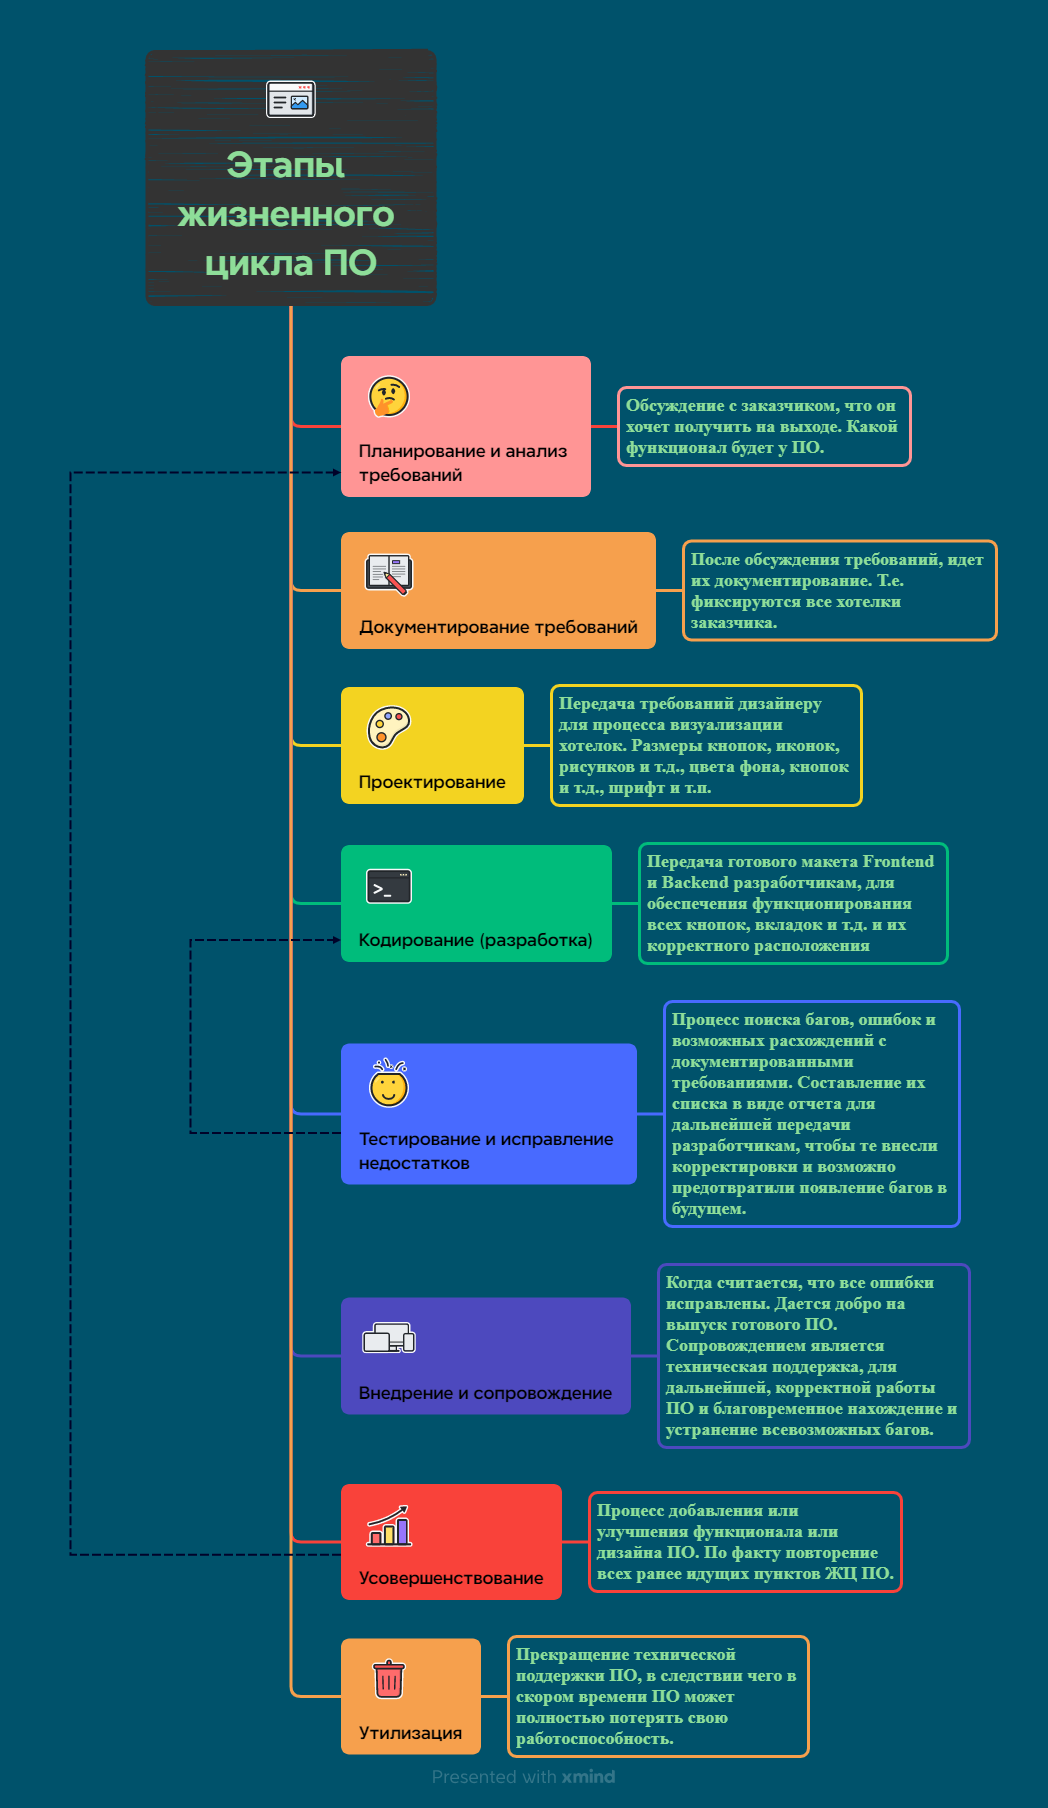 Этапы
жизненного
цикла ПО
Планирование и анализ
требований
Обсуждение с заказчиком, что он
хочет получить на выходе. Какой
функционал будет у ПО.
Документирование требований
После обсуждения требований, идет
их документирование. Т.е.
фиксируются все хотелки
заказчика.
Проектирование
Передача требований дизайнеру
для процесса визуализации
хотелок. Размеры кнопок, иконок,
рисунков и т.д., цвета фона, кнопок
и т.д., шрифт и т.п.
>_
Кодирование (разработка)
Передача готового макета Frontend
и Backend разработчикам, для
обеспечения функционирования
всех кнопок, вкладок и т.д. и их
корректного расположения
Тестирование и исправление
недостатков
Процесс поиска багов, ошибок и
возможных расхождений с
документированными
требованиями. Составление их
списка в виде отчета для
дальнейшей передачи
разработчикам, чтобы те внесли
корректировки и возможно
предотвратили появление багов в
будущем.
Внедрение и сопровождение
Когда считается, что все ошибки
исправлены. Дается добро на
выпуск готового ПО.
Сопровождением является
техническая поддержка, для
дальнейшей, корректной работы
ПО и благовременное нахождение и
устранение всевозможных багов.
Усовершенствование
Процесс добавления или
улучшения функционала или
дизайна ПО. По факту повторение
всех ранее идущих пунктов ЖЦ ПО.
Утилизация
Прекращение технической
поддержки ПО, в следствии чего в
скором времени ПО может
полностью потерять свою
работоспособность.
Presented with xmind